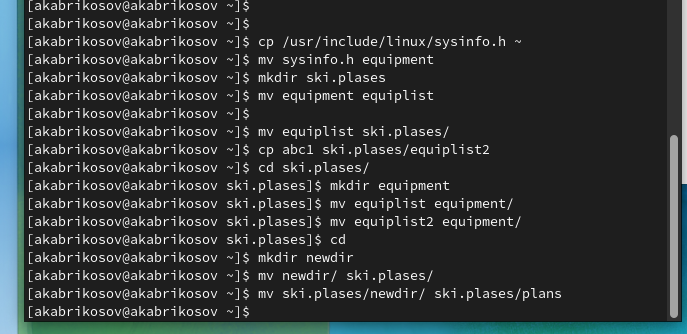 [akabrikosov@akabrikosov ~]$
[akabrikosov@akabrikosov ~]$
[akabrikosov@akabrikosov ~]$ cp /usr/include/linux/sysinfo.h ~
[akabrikosov@akabrikosov ~]$ mv sysinfo.h equipment
[akabrikosov@akabrikosov ~]$ mkdir ski.plases
[akabrikosov@akabrikosov ~]$ mv equipment equiplist
[akabrikosov@akabrikosov ~]$
[akabrikosov@akabrikosov ~]$ mv equiplist ski.plases/
[akabrikosov@akabrikosov ~]$ cp abc1 ski.plases/equiplist2
[akabrikosov@akabrikosov ~]$ cd ski.plases/
[akabrikosov@akabrikosov ski.plases]$ mkdir equipment
[akabrikosov@akabrikosov ski.plases]$ mv equiplist equipment/
[akabrikosov@akabrikosov ski.plases]$ mv equiplist2 equipment/
[akabrikosov@akabrikosov ski.plases]$ cd
[akabrikosov@akabrikosov ~]$ mkdir newdir
[akabrikosov@akabrikosov ~]$ mv newdir/ ski.plases/
[akabrikosov@akabrikosov ~]$ mv ski.plases/newdir/ ski.plases/plans
[akabrikosov@akabrikosov ~]$